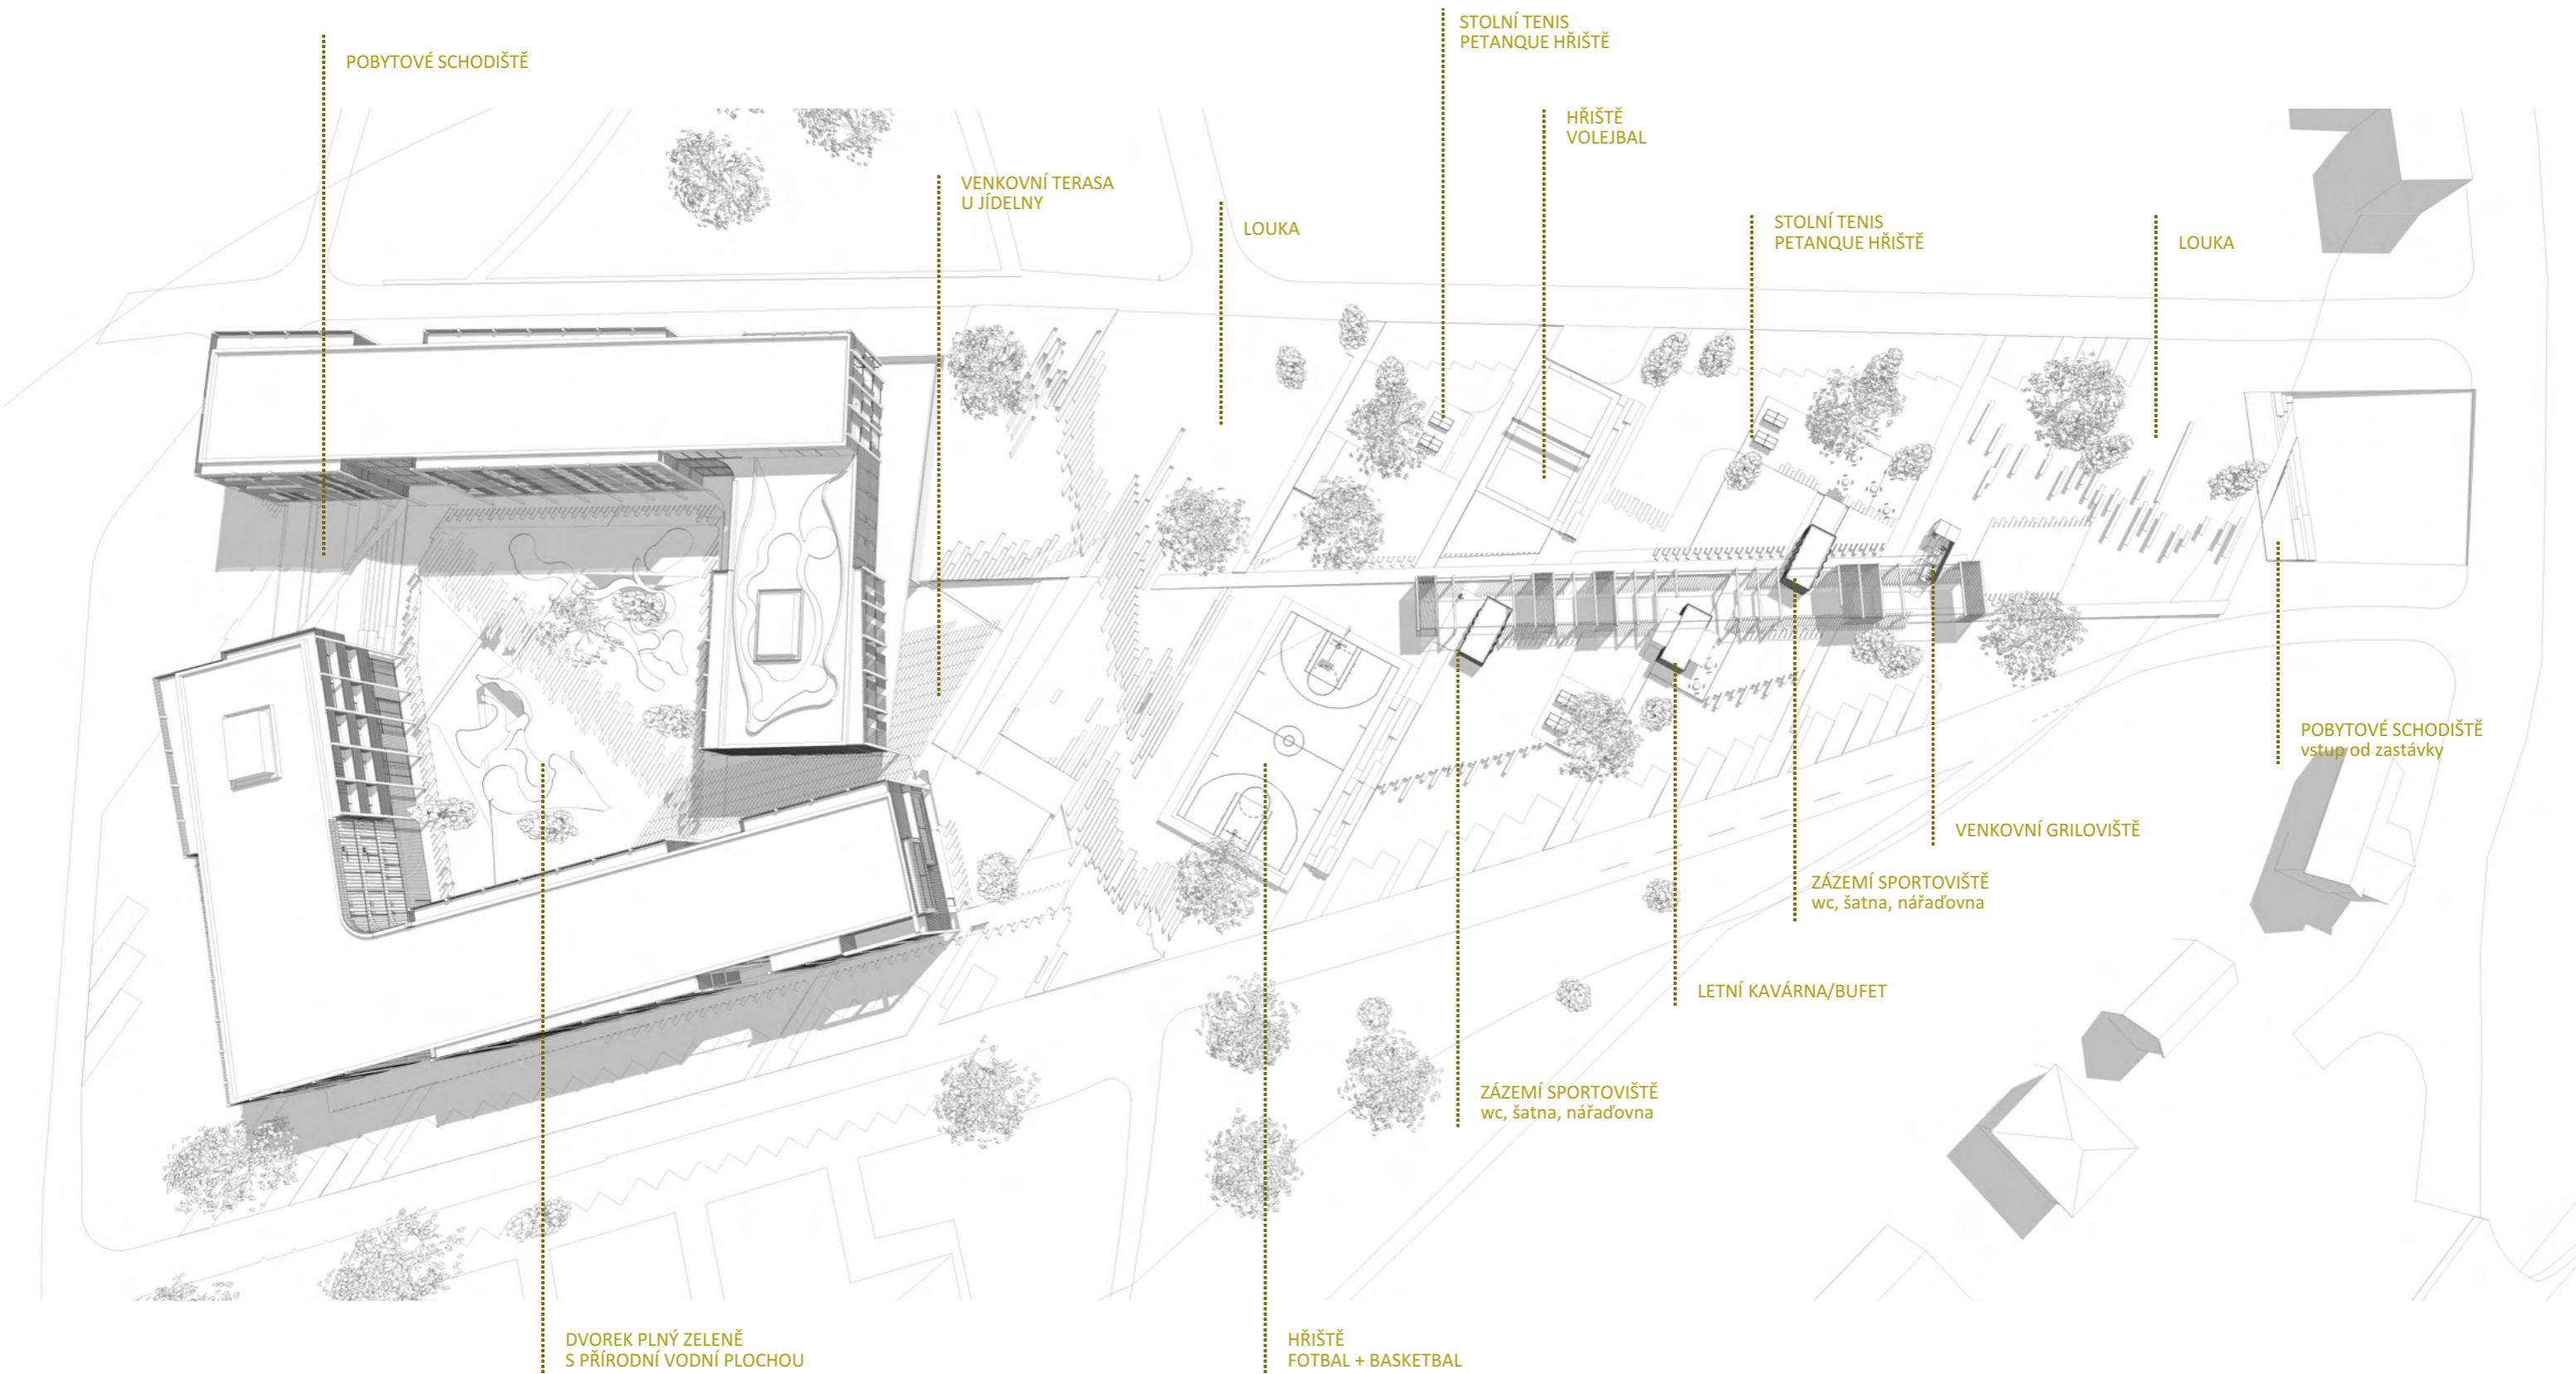 STOLNÍ TENIS
PETANQUE HŘIŠTĚ
POBYTOVÉ SCHODIŠTĚ
HŘIŠTĚ
VOLEJBAL
VENKOVNÍ TERASA
U JÍDELNY
LOUKA
STOLNÍ TENIS
PETANQUE HŘIŠTĚ
LOUKA
POBYTOVÉ SCHODIŠTĚ
vstup od zastávky
VENKOVNÍ GRILOVIŠTĚ
ZÁZEMÍ SPORTOVIŠTĚ
wc, šatna, nářaďovna
LETNÍ KAVÁRNA/BUFET
ZÁZEMÍ SPORTOVIŠTĚ
wc, šatna, nářaďovna
DVOREK PLNÝ ZELENĚ
S PŘÍRODNÍ VODNÍ PLOCHOU
HŘIŠTĚ
FOTBAL + BASKETBAL